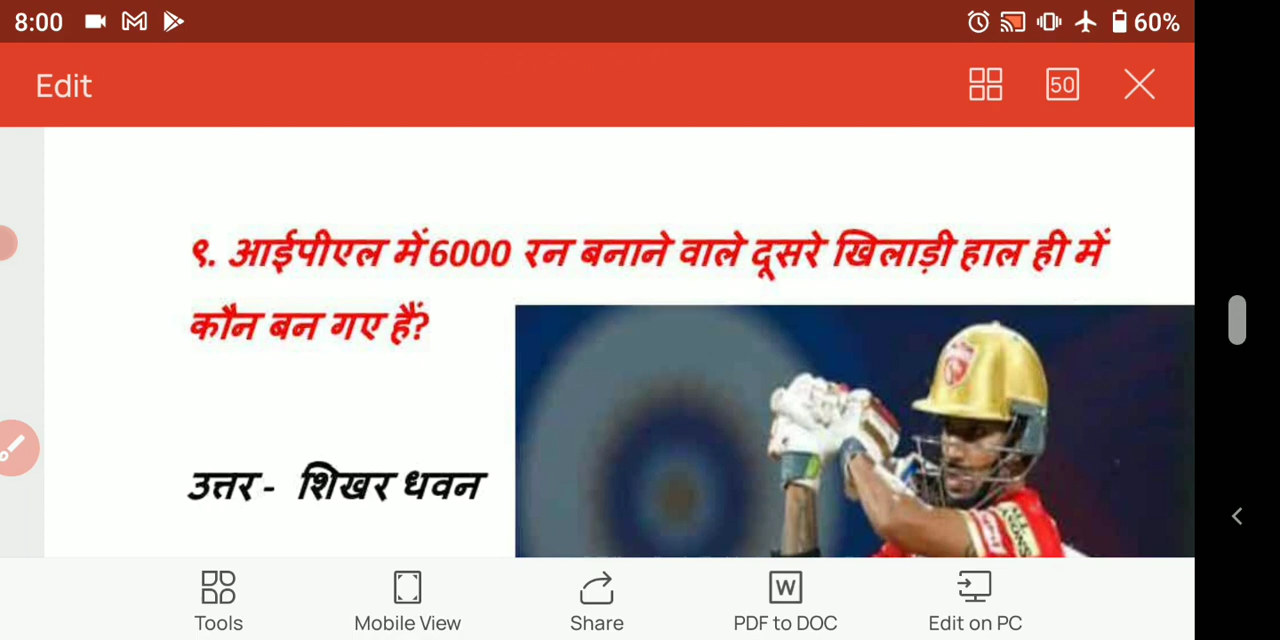 8:00 60%
Edit 50
९. आईपीएल में 6000 रन बनाने वाले दूसरे खिलाड़ी हाल ही में
कौन बन गए हैं?
उत्तर - शिखर धवन
W
Tools Mobile View Share PDF to DOC Edit on PC